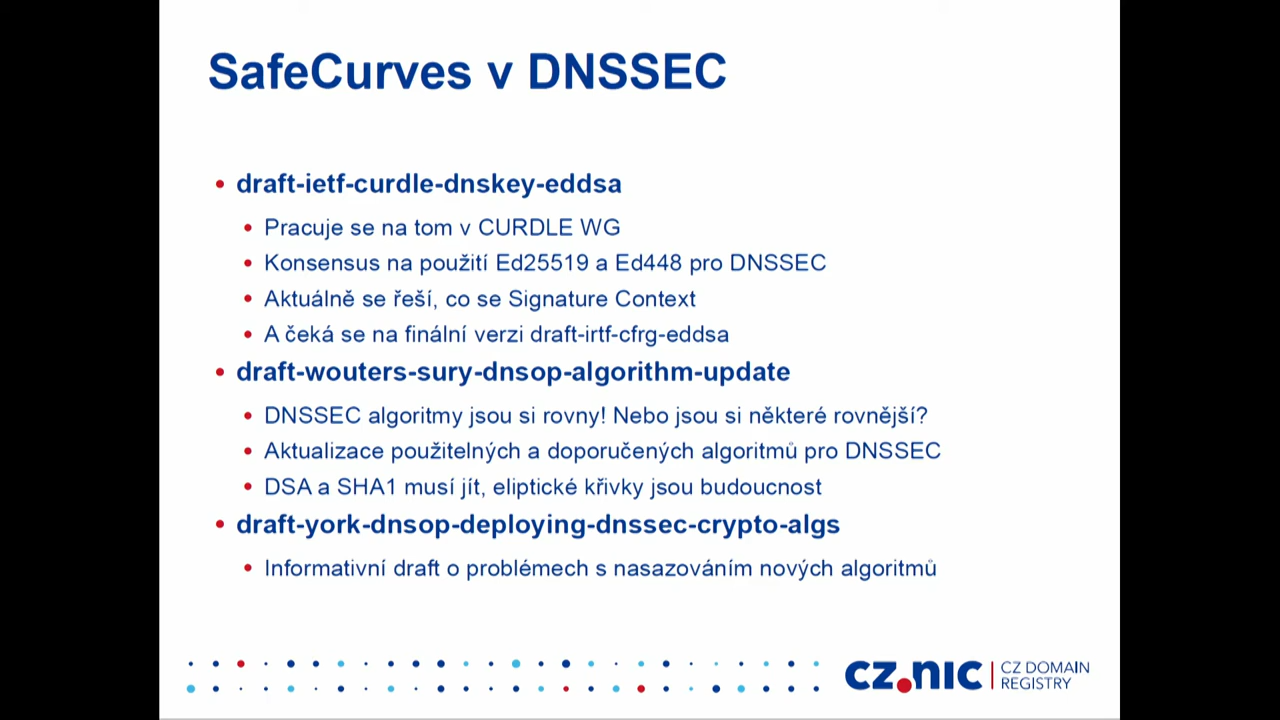 SafeCurves v DNSSEC
draft-ietf-curdle-dnskey-eddsa
Pracuje se na tom v CURDLE WG
Konsensus na použití Ed25519 a Ed448 pro DNSSEC
Aktuálně se řeší, co se Signature Context
A čeká se na finální verzi draft-irtf-cfrg-eddsa
draft-wouters-sury-dnsop-algorithm-update
DNSSEC algoritmy jsou si rovny! Nebo jsou si některé rovnější?
Aktualizace použitelných a doporučených algoritmů pro DNSSEC
DSA a SHA1 musí jít, eliptické křivky jsou budoucnost
draft-york-dnsop-deploying-dnssec-crypto-algs
Informativní draft o problémech s nasazováním nových algoritmů
CZ.NIC
CZ DOMAIN
REGISTRY